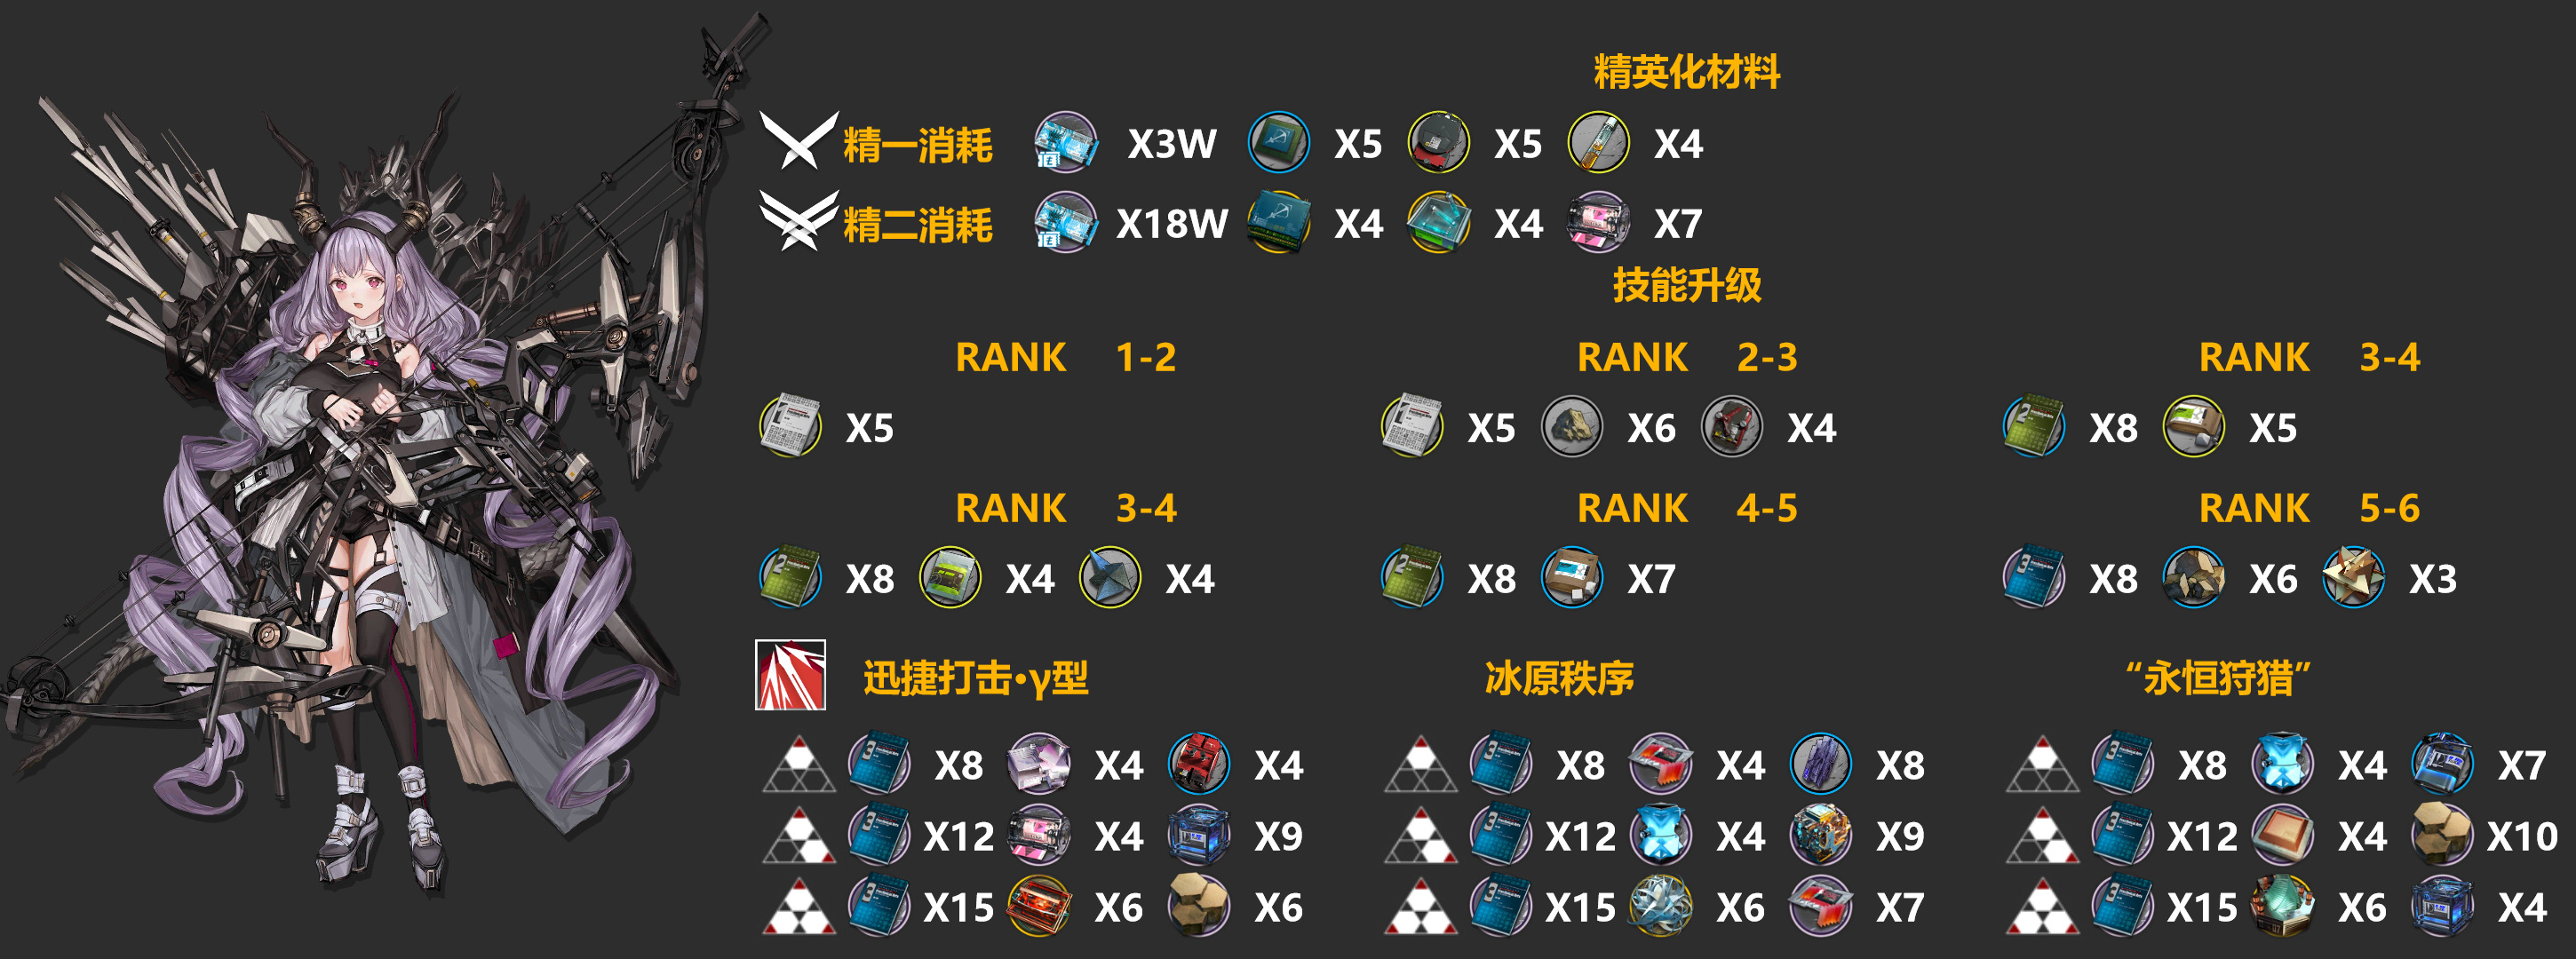 精英化材料
精一消耗 X3W X5 X5 X4
精二消耗 X18W X4 X4 X7
技能升级
RANK 1-2 RANK 2-3 RANK 3-4
X5 X5 X6 X4 X8 X5
RANK 3-4 RANK 4-5 RANK 5-6
X8 X4 X4 X8 X7 X8 X6 X3
迅捷打击·γ型 冰原秩序 “永恒狩猎”
X8 X4 X4 X8 X4 X8 X8 X4 X7
X12 X4 X9 X12 X4 X9 X12 X4 X10
X15 X6 X6 X15 X6 X7 X15 X6 X4